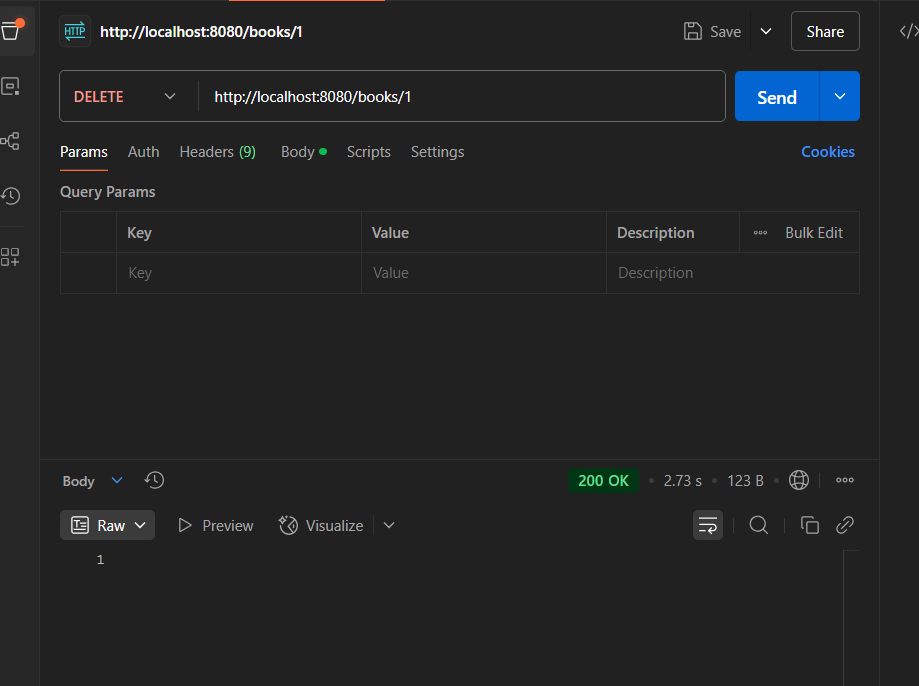 HTTP http://localhost:8080/books/1 Save Share
DELETE http://localhost:8080/books/1 Send
Params Auth Headers (9) Body Scripts Settings Cookies
Query Params
Key Value Description Bulk Edit
Key Value Description
Body 200 OK 2.73 s 123 B
Raw Preview Visualize
1